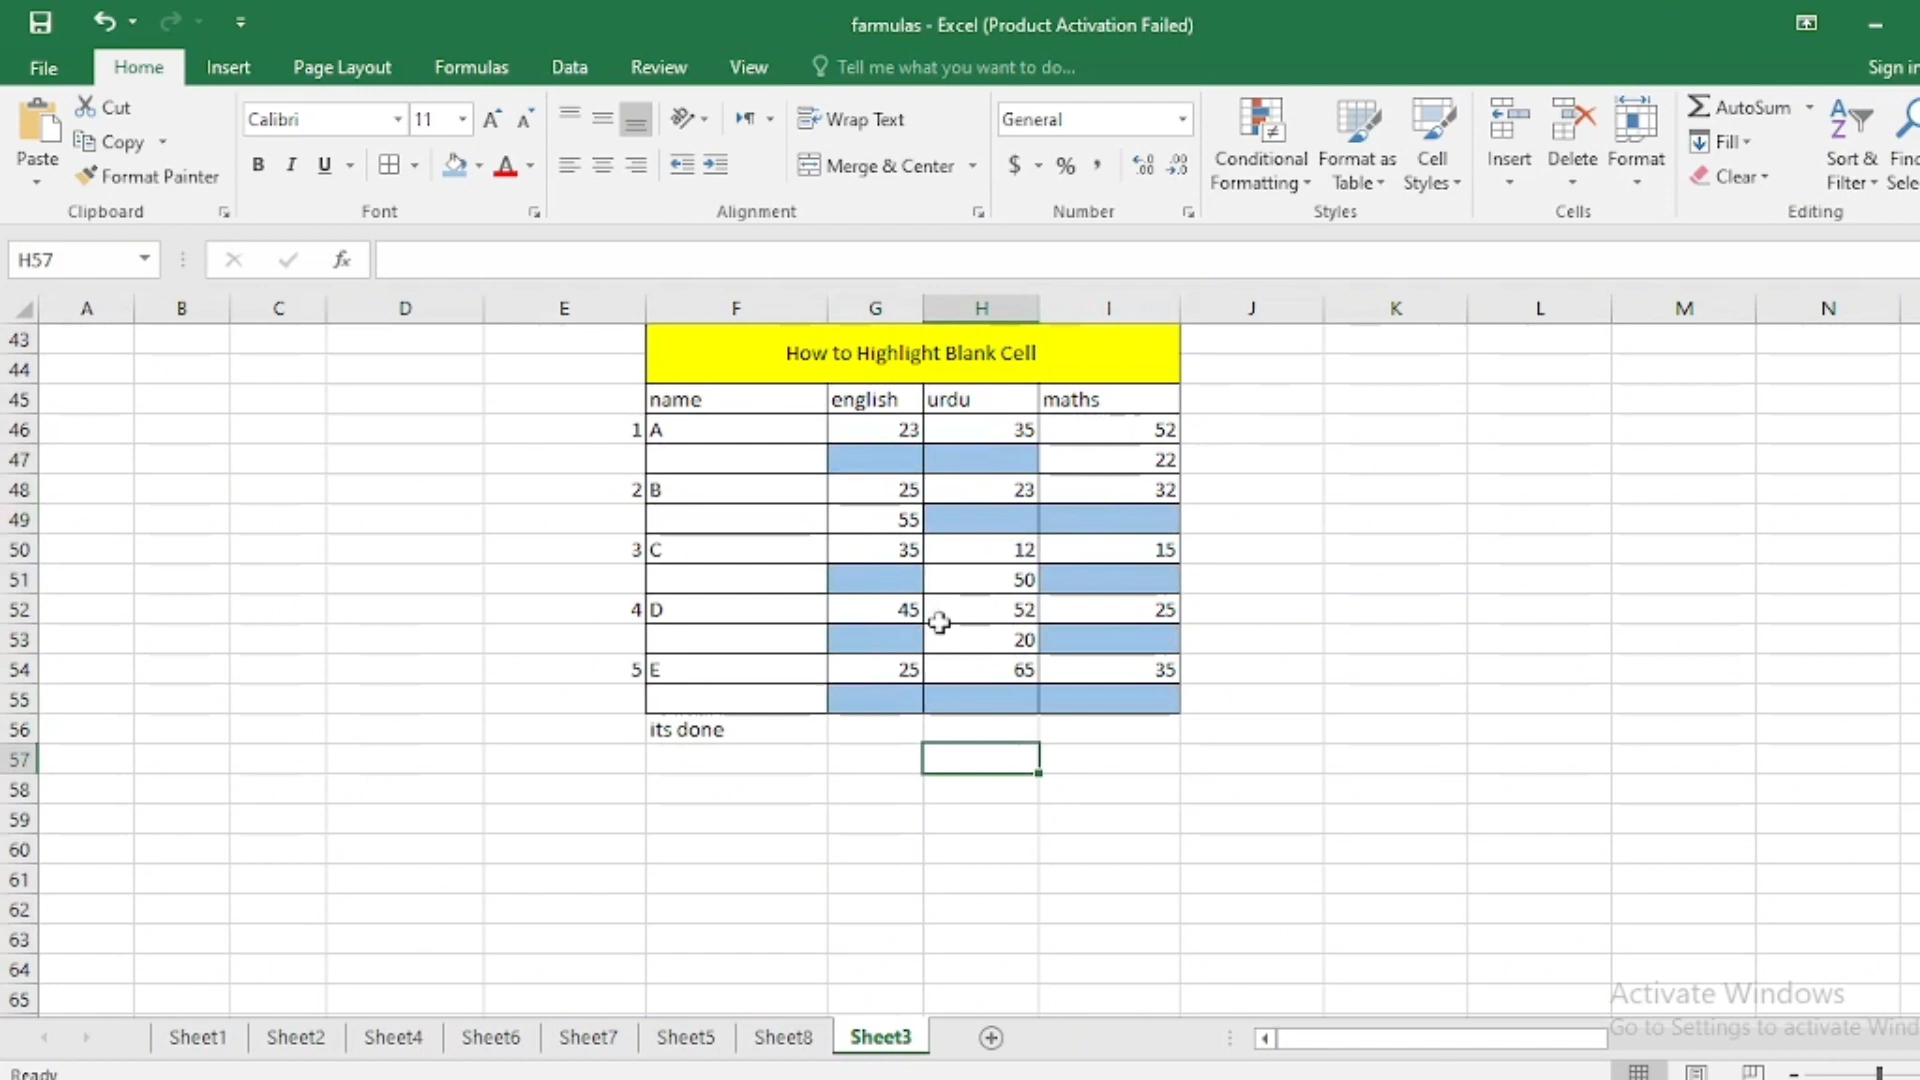 farmulas - Excel (Product Activation Failed)
File Home Insert Page Layout Formulas Data Review View Tell me what you want to do... Sign in
Paste Cut Copy Format Painter Clipboard
Calibri 11 A A B I U A Font
Wrap Text Merge & Center Alignment
General $ % , Number
Conditional Formatting Format as Table Cell Styles Styles
Insert Delete Format Cells
AutoSum Fill Clear Sort & Filter Editing
H57 fx
A B C D E F G H I J K L M N
43 How to Highlight Blank Cell
44
45 name english urdu maths
46 1 A 23 35 52
47 22
48 2 B 25 23 32
49 55
50 3 C 35 12 15
51 50
52 4 D 45 52 25
53 20
54 5 E 25 65 35
55
56 its done
57
58
59
60
61
62
63
64
65
Activate Windows
Go to Settings to activate Wind
Sheet1 Sheet2 Sheet4 Sheet6 Sheet7 Sheet5 Sheet8 Sheet3
Ready